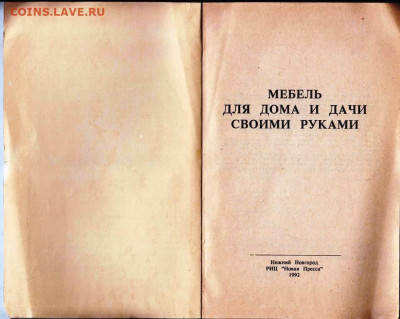 COINS.LAVE.RU
МЕБЕЛЬ
ДЛЯ ДОМА И ДАЧИ
СВОИМИ РУКАМИ
Нижний Новгород
РИЦ "Новая Пресса"
1992